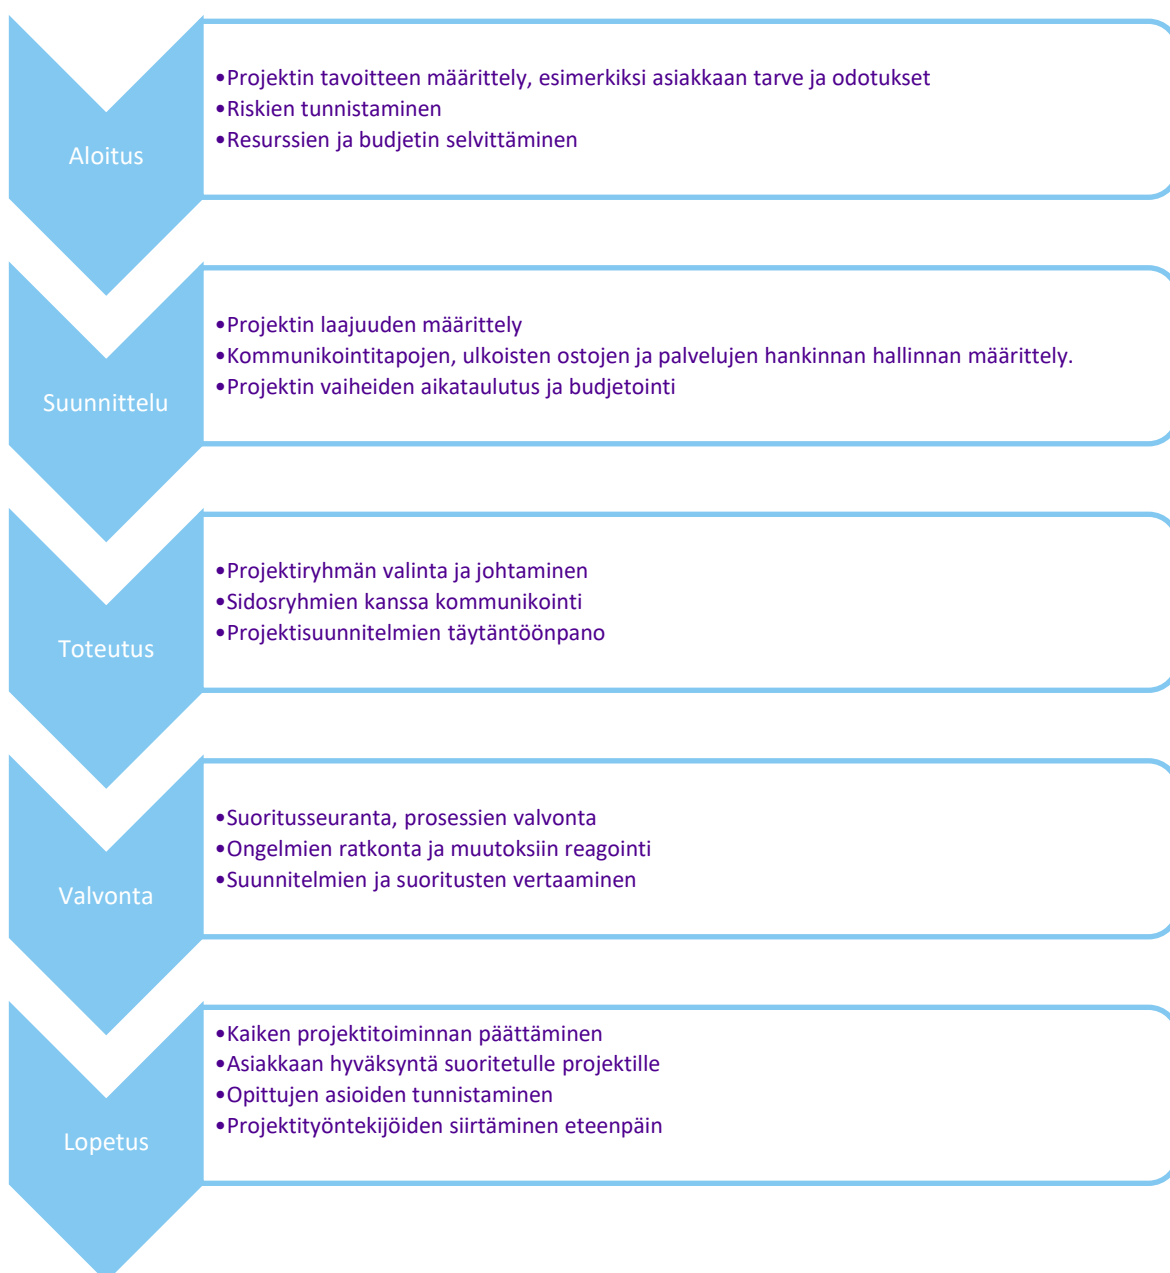 Aloitus
•Projektin tavoitteen määrittely, esimerkiksi asiakkaan tarve ja odotukset
•Riskien tunnistaminen
•Resurssien ja budjetin selvittäminen
Suunnittelu
•Projektin laajuuden määrittely
•Kommunikointitapojen, ulkoisten ostojen ja palvelujen hankinnan hallinnan määrittely.
•Projektin vaiheiden aikataulutus ja budjetointi
Toteutus
•Projektiryhmän valinta ja johtaminen
•Sidosryhmien kanssa kommunikointi
•Projektisuunnitelmien täytäntöönpano
Valvonta
•Suoritusseuranta, prosessien valvonta
•Ongelmien ratkonta ja muutoksiin reagointi
•Suunnitelmien ja suoritusten vertaaminen
Lopetus
•Kaiken projektitoiminnan päättäminen
•Asiakkaan hyväksyntä suoritetulle projektille
•Opittujen asioiden tunnistaminen
•Projektityöntekijöiden siirtäminen eteenpäin